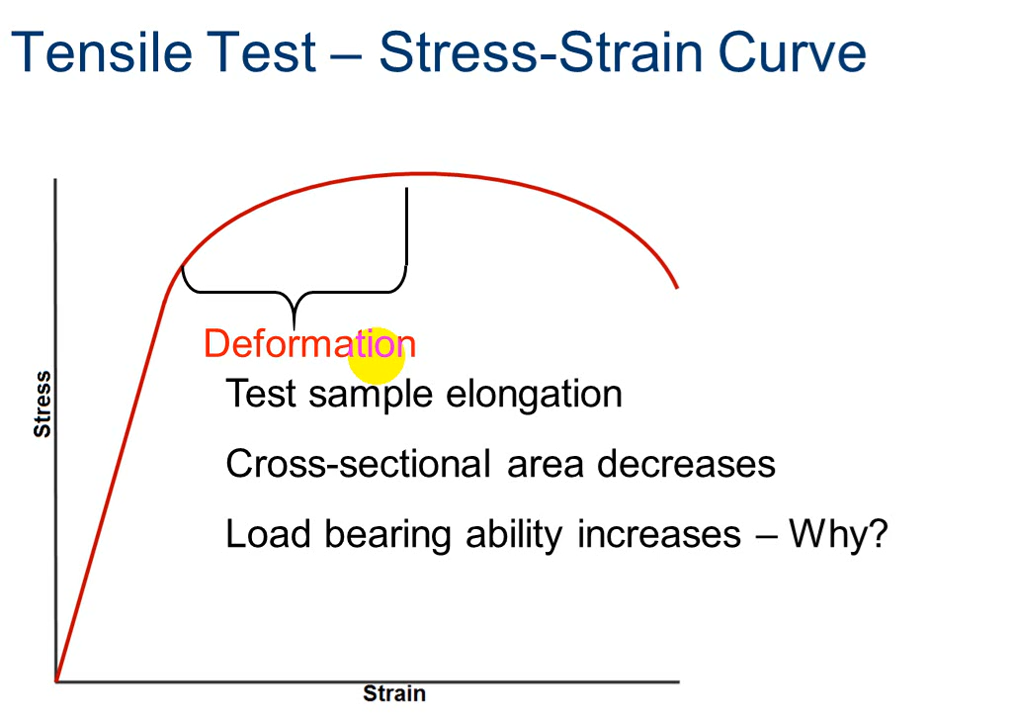 Tensile Test – Stress-Strain Curve
Stress
Deformation
Test sample elongation
Cross-sectional area decreases
Load bearing ability increases – Why?
Strain